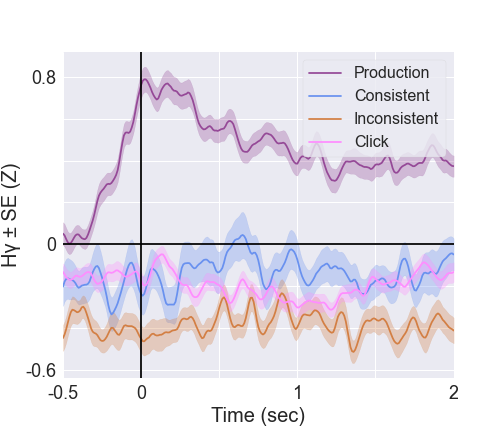 Production
Consistent
Inconsistent
Click
Hγ ± SE (Z)
0.8
0
-0.6
-0.5
0
1
2
Time (sec)